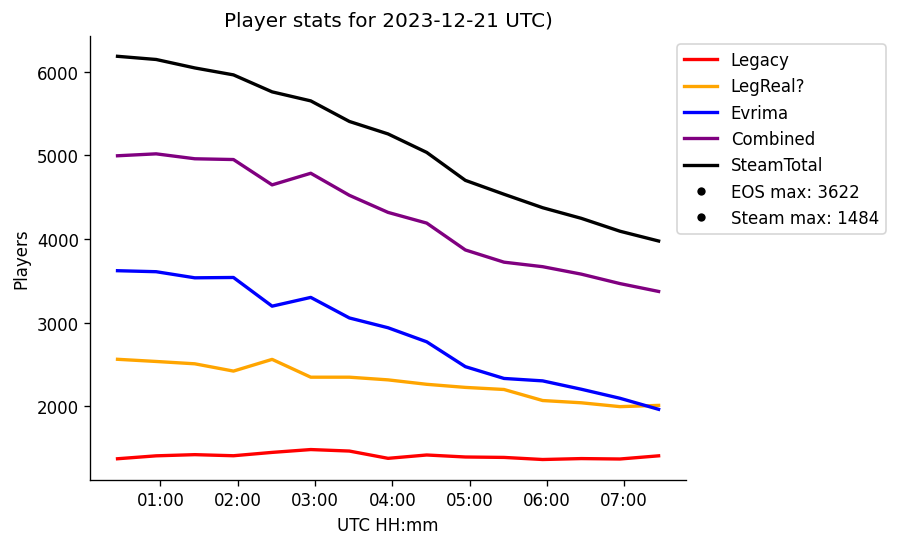 Player stats for 2023-12-21 UTC)
Players
6000
5000
4000
3000
2000
01:00 02:00 03:00 04:00 05:00 06:00 07:00
UTC HH:mm
Legacy
LegReal?
Evrima
Combined
SteamTotal
EOS max: 3622
Steam max: 1484